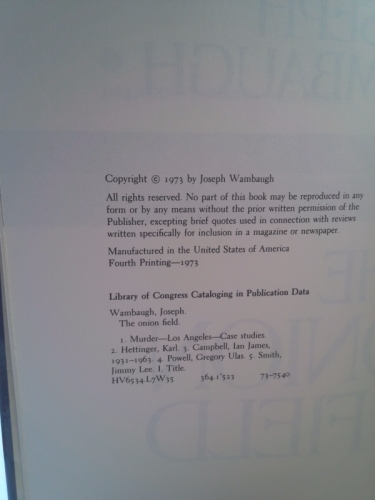 Copyright © 1973 by Joseph Wambaugh
All rights reserved. No part of this book may be reproduced in any
form or by any means without the prior written permission of the
Publisher, excepting brief quotes used in connection with reviews
written specifically for inclusion in a magazine or newspaper.
Manufactured in the United States of America
Fourth Printing—1973
Library of Congress Cataloging in Publication Data
Wambaugh, Joseph.
The onion field.
1. Murder—Los Angeles—Case studies.
2. Hettinger, Karl. 3. Campbell, Ian James,
1931–1963. 4. Powell, Gregory Ulas. 5. Smith,
Jimmy Lee. I. Title.
HV6534.L7W35 364.1'523 73-7540